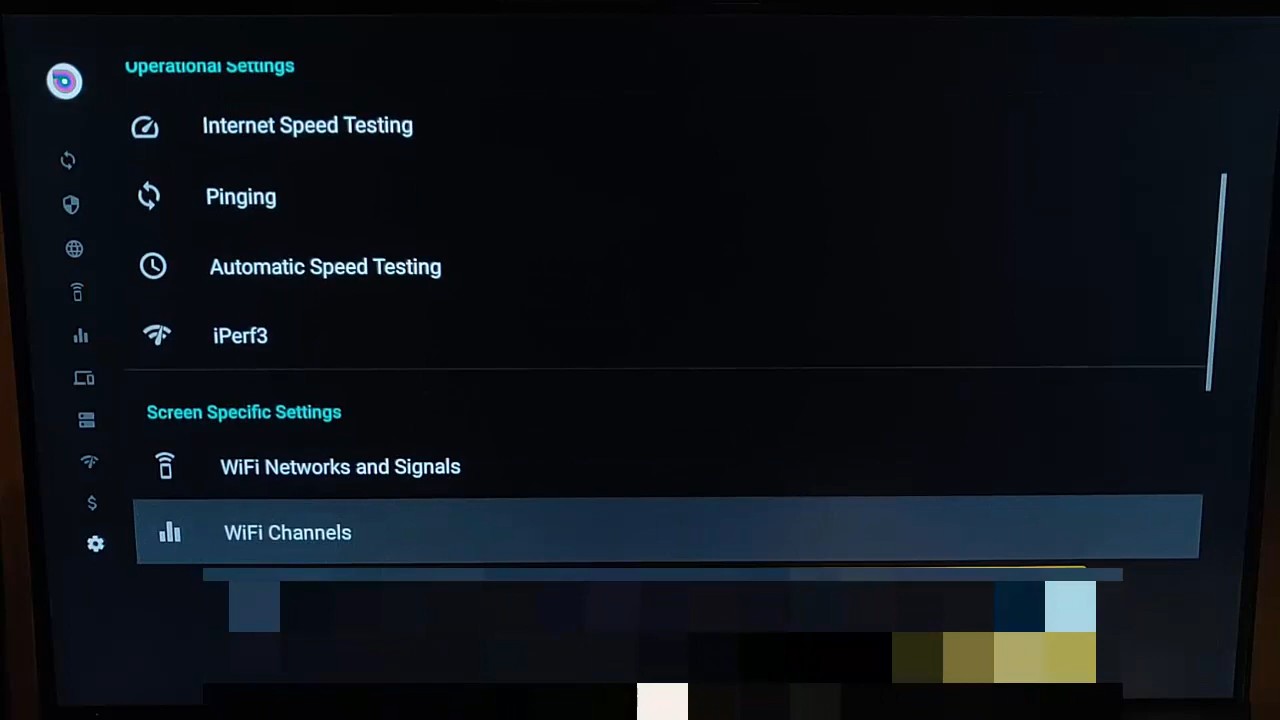 Operational Settings
Internet Speed Testing
Pinging
Automatic Speed Testing
iPerf3
Screen Specific Settings
WiFi Networks and Signals
WiFi Channels
$